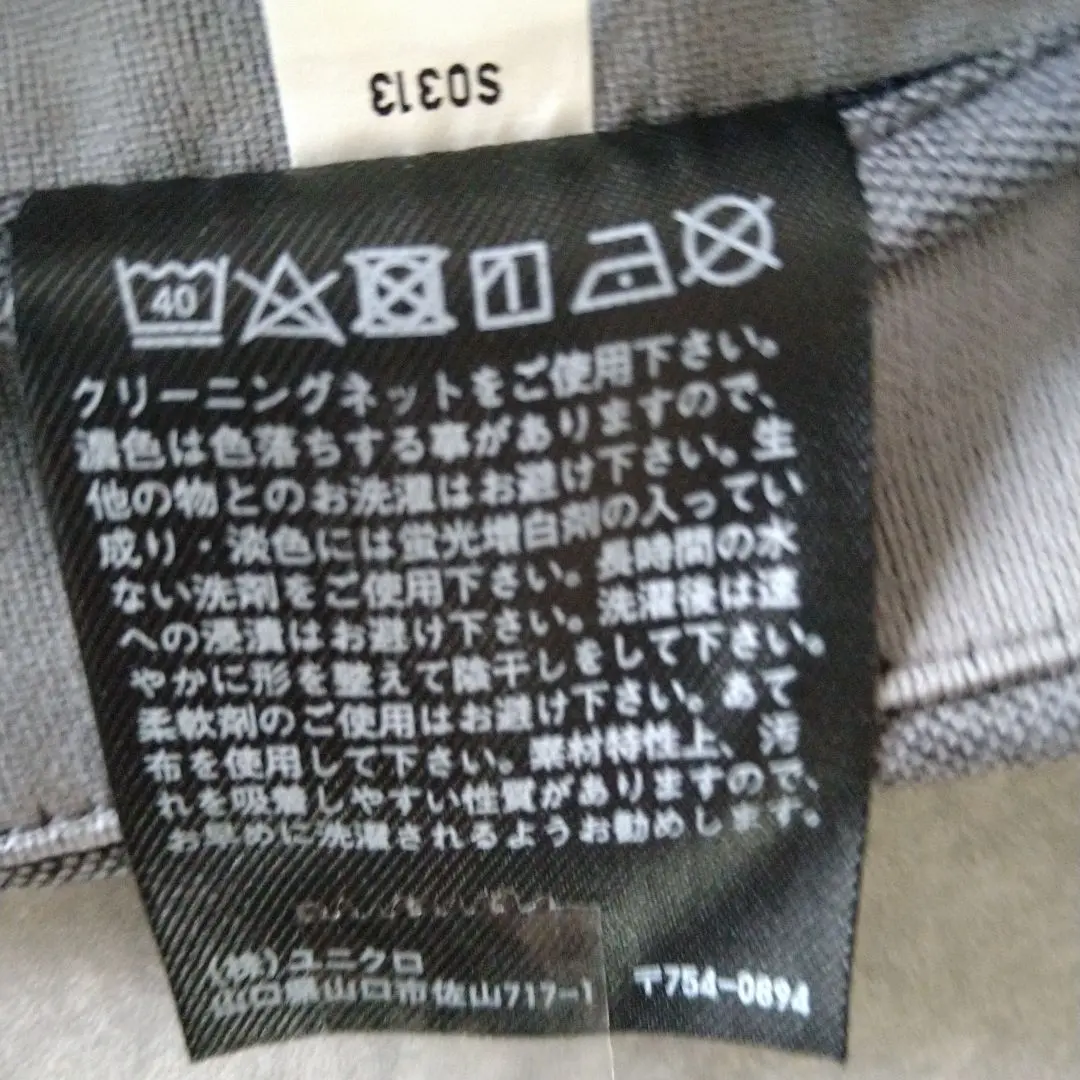 S0313
40
クリーニングネットをご使用下さい。
濃色は色落ちする事がありますので、
他の物とのお洗濯はお避け下さい。生
成り・淡色には蛍光増白剤の入ってい
ない洗剤をご使用下さい。長時間の水
への浸漬はお避け下さい。洗濯後は速
やかに形を整えて陰干しをして下さい。
柔軟剤のご使用はお避け下さい。あて
布を使用して下さい。素材特性上、汚
れを吸着しやすい性質がありますので、
お早めに洗濯されるようお勧めします。
(株)ユニクロ
山口県山口市佐山717-1 〒754-0894